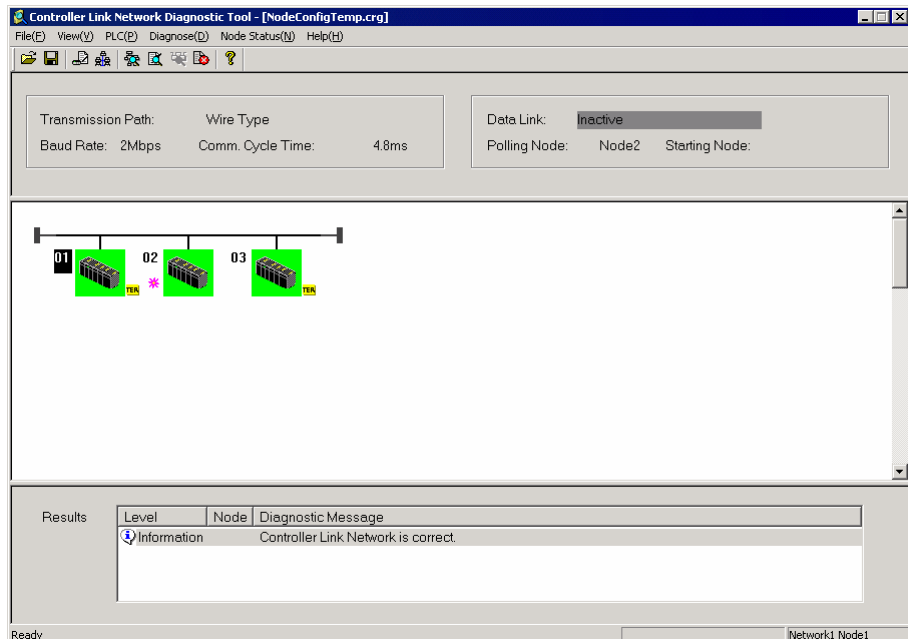 Controller Link Network Diagnostic Tool - [NodeConfigTemp.crg]
File(F) View(V) PLC(P) Diagnose(D) Node Status(N) Help(H)
Transmission Path: Wire Type
Baud Rate: 2Mbps Comm. Cycle Time: 4.8ms
Data Link: Inactive
Polling Node: Node2 Starting Node:
01 02 03
TER TER
Results
Level Node Diagnostic Message
Information Controller Link Network is correct.
Ready Network1 Node1